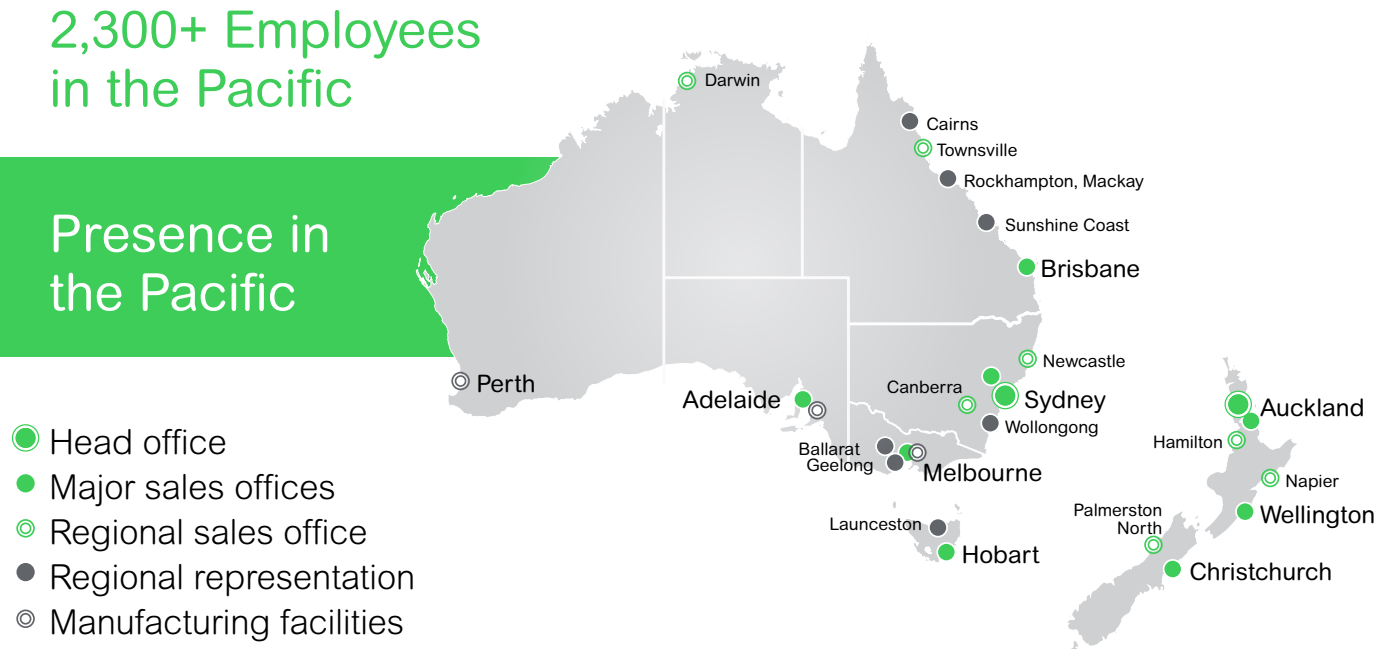 2,300+ Employees
in the Pacific
Presence in
the Pacific
Head office
Major sales offices
Regional sales office
Regional representation
Manufacturing facilities
Darwin
Cairns
Townsville
Rockhampton, Mackay
Sunshine Coast
Brisbane
Newcastle
Perth
Canberra
Adelaide
Sydney
Wollongong
Ballarat
Geelong
Melbourne
Launceston
Hobart
Auckland
Hamilton
Napier
Palmerston
North
Wellington
Christchurch